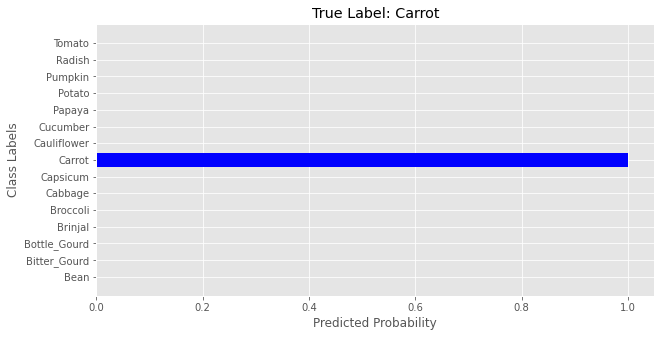 True Label: Carrot
Class Labels
Tomato
Radish
Pumpkin
Potato
Papaya
Cucumber
Cauliflower
Carrot
Capsicum
Cabbage
Broccoli
Brinjal
Bottle_Gourd
Bitter_Gourd
Bean
0.0 0.2 0.4 0.6 0.8 1.0
Predicted Probability